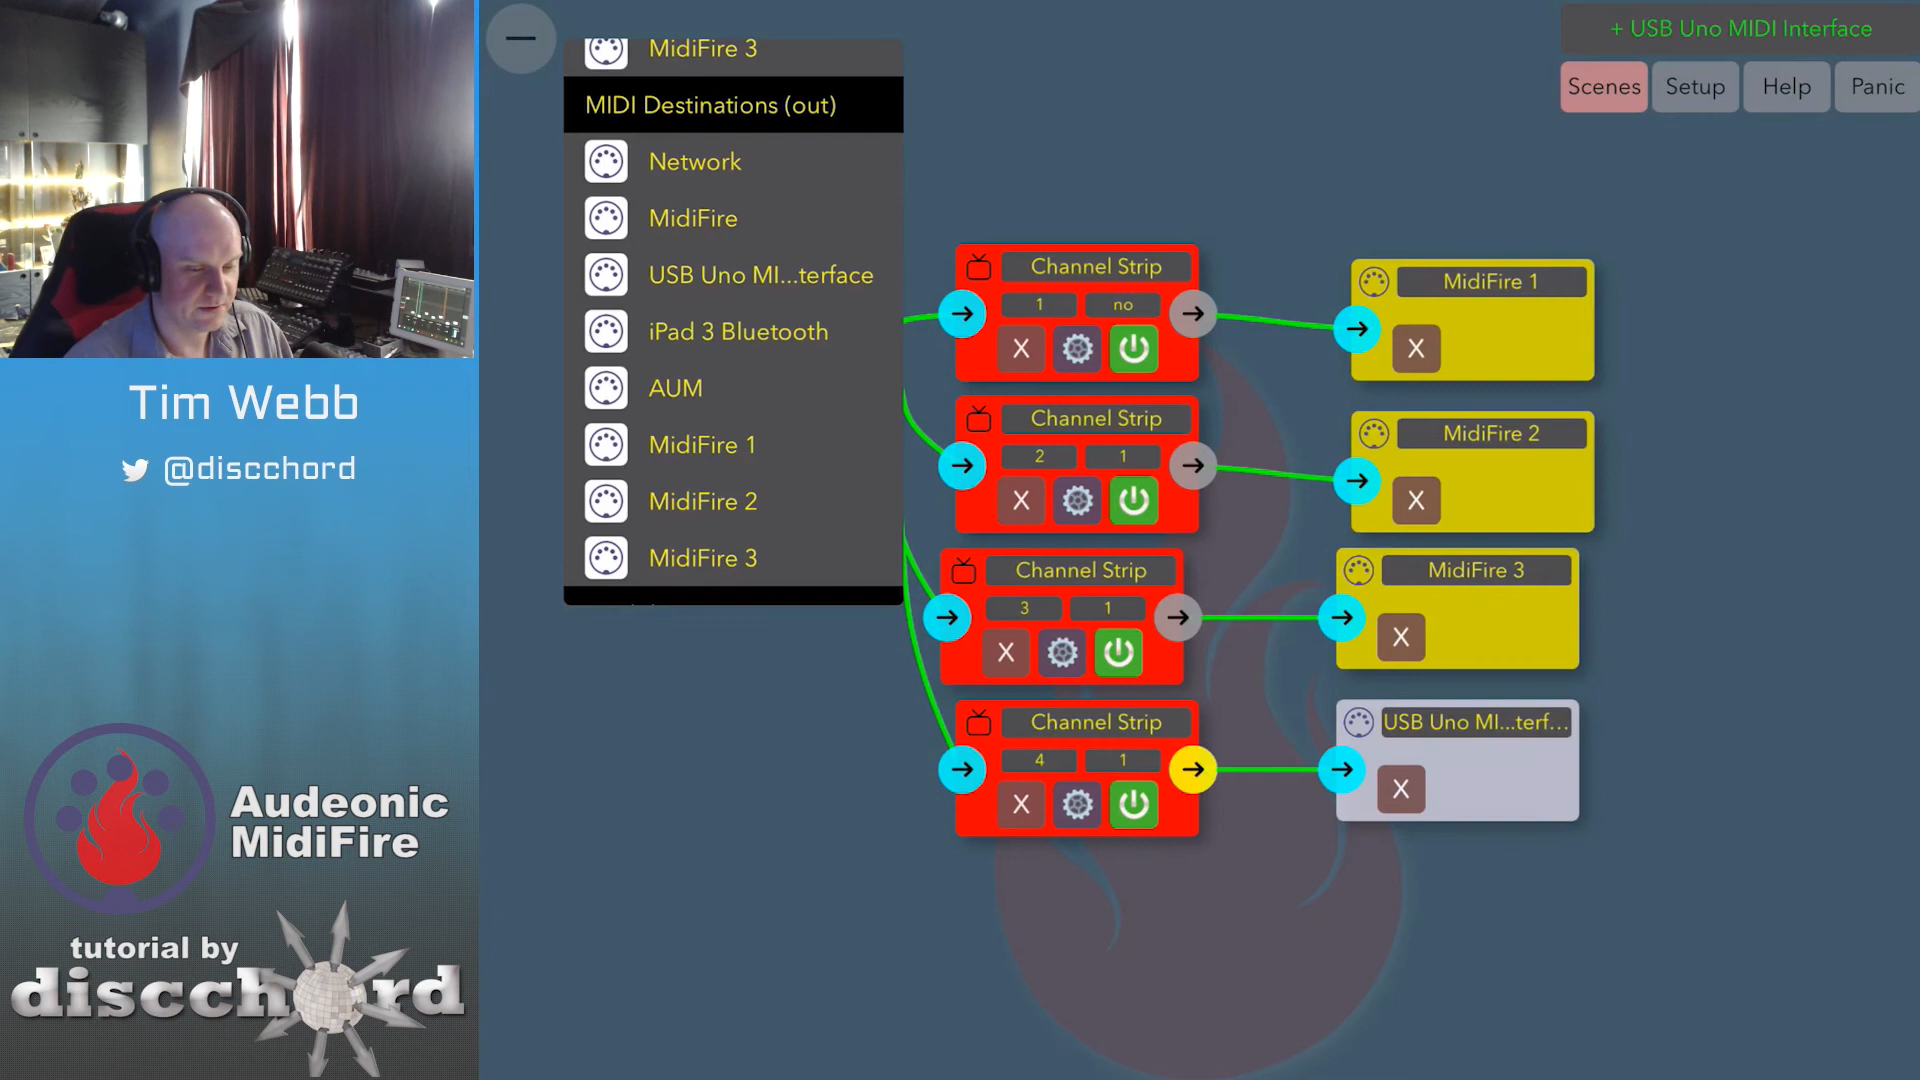 MidiFire 3
MIDI Destinations (out)
Network
MidiFire
USB Uno MI...terface
iPad 3 Bluetooth
AUM
MidiFire 1
MidiFire 2
MidiFire 3
+ USB Uno MIDI Interface
Scenes
Setup
Help
Panic
Channel Strip
1
no
X
MidiFire 1
X
Channel Strip
2
1
X
MidiFire 2
X
Channel Strip
3
1
X
MidiFire 3
X
Channel Strip
4
1
X
USB Uno MI...terf...
X
Tim Webb
@discchord
Audeonic
MidiFire
tutorial by
discchord